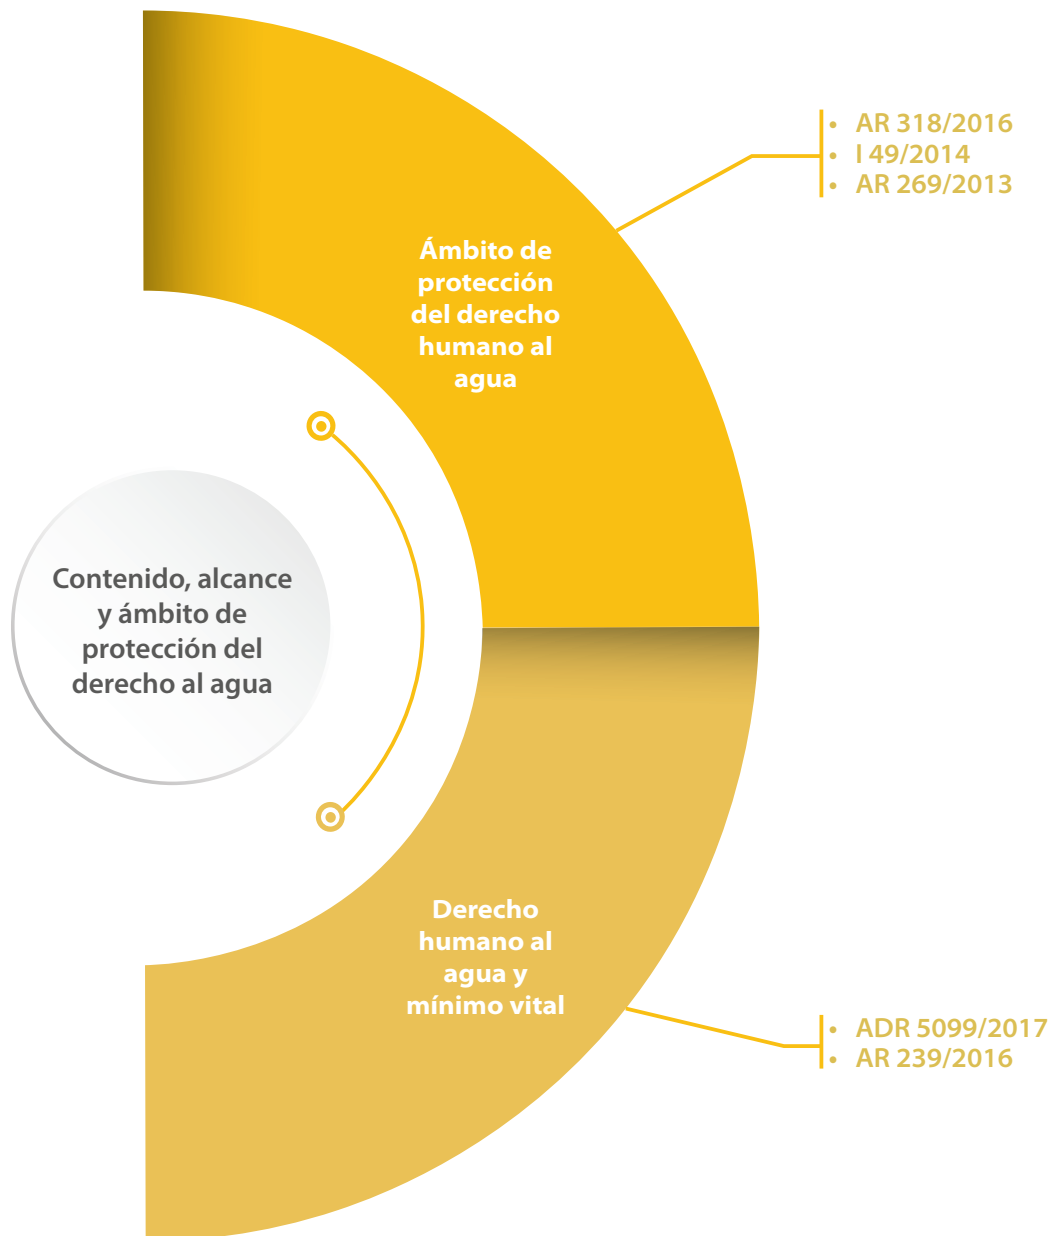 • AR 318/2016
• I 49/2014
• AR 269/2013
Ámbito de
protección
del derecho
humano al
agua
Contenido, alcance
y ámbito de
protección del
derecho al agua
Derecho
humano al
agua y
mínimo vital
• ADR 5099/2017
• AR 239/2016